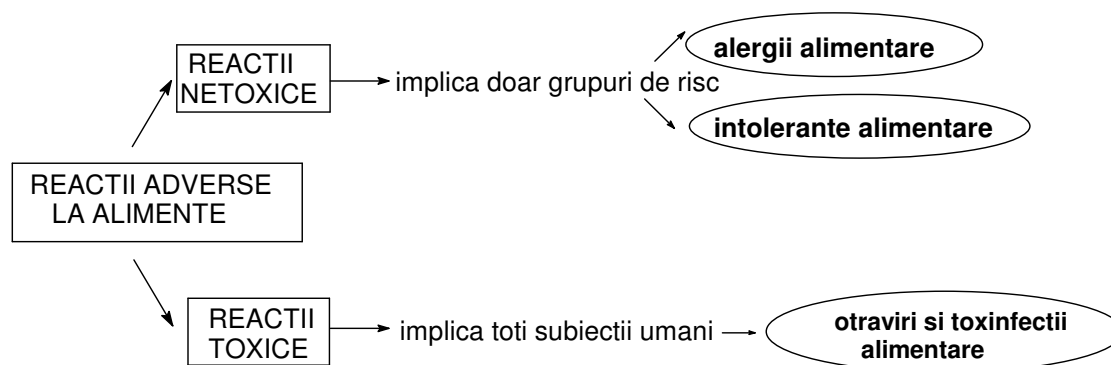 REACTII
NETOXICE
implica doar grupuri de risc
alergii alimentare
intolerante alimentare
REACTII ADVERSE
LA ALIMENTE
REACTII
TOXICE
implica toti subiectii umani
otraviri si toxinfectii
alimentare